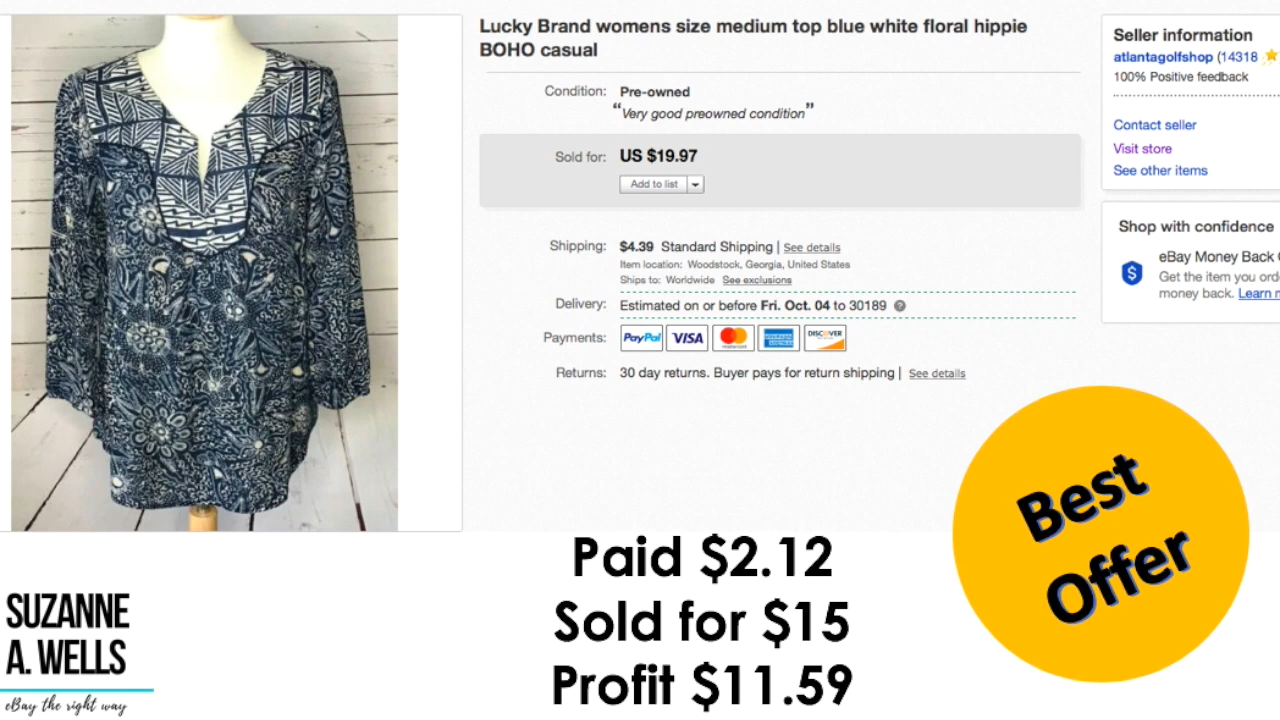 Lucky Brand womens size medium top blue white floral hippie
BOHO casual
Condition: Pre-owned
“Very good preowned condition”
Sold for: US $19.97
Add to list
Shipping: $4.39 Standard Shipping | See details
Item location: Woodstock, Georgia, United States
Ships to: Worldwide See exclusions
Delivery: Estimated on or before Fri. Oct. 04 to 30189 ?
Payments: PayPal VISA mastercard AMERICAN EXPRESS DISCOVER
Returns: 30 day returns. Buyer pays for return shipping | See details
Seller information
atlantagolfshop (14318
100% Positive feedback
Contact seller
Visit store
See other items
Shop with confidence
eBay Money Back
Get the item you
money back. Learn
Best
Offer
Paid $2.12
Sold for $15
Profit $11.59
SUZANNE
A. WELLS
eBay the right way